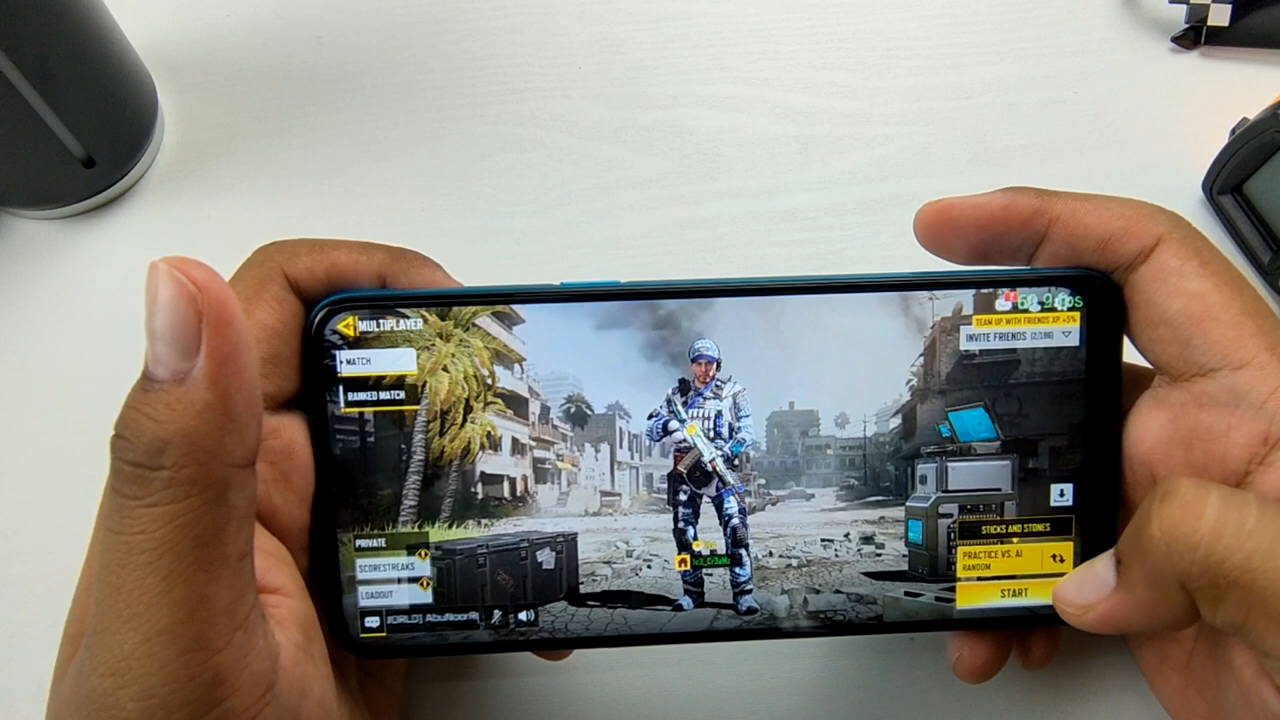 MULTIPLAYER
MATCH
RANKED MATCH
TEAM UP WITH FRIENDS XP +5%
INVITE FRIENDS (2/186)
STICKS AND STONES
PRACTICE VS. AI
RANDOM
START
PRIVATE
SCORESTREAKS
LOADOUT